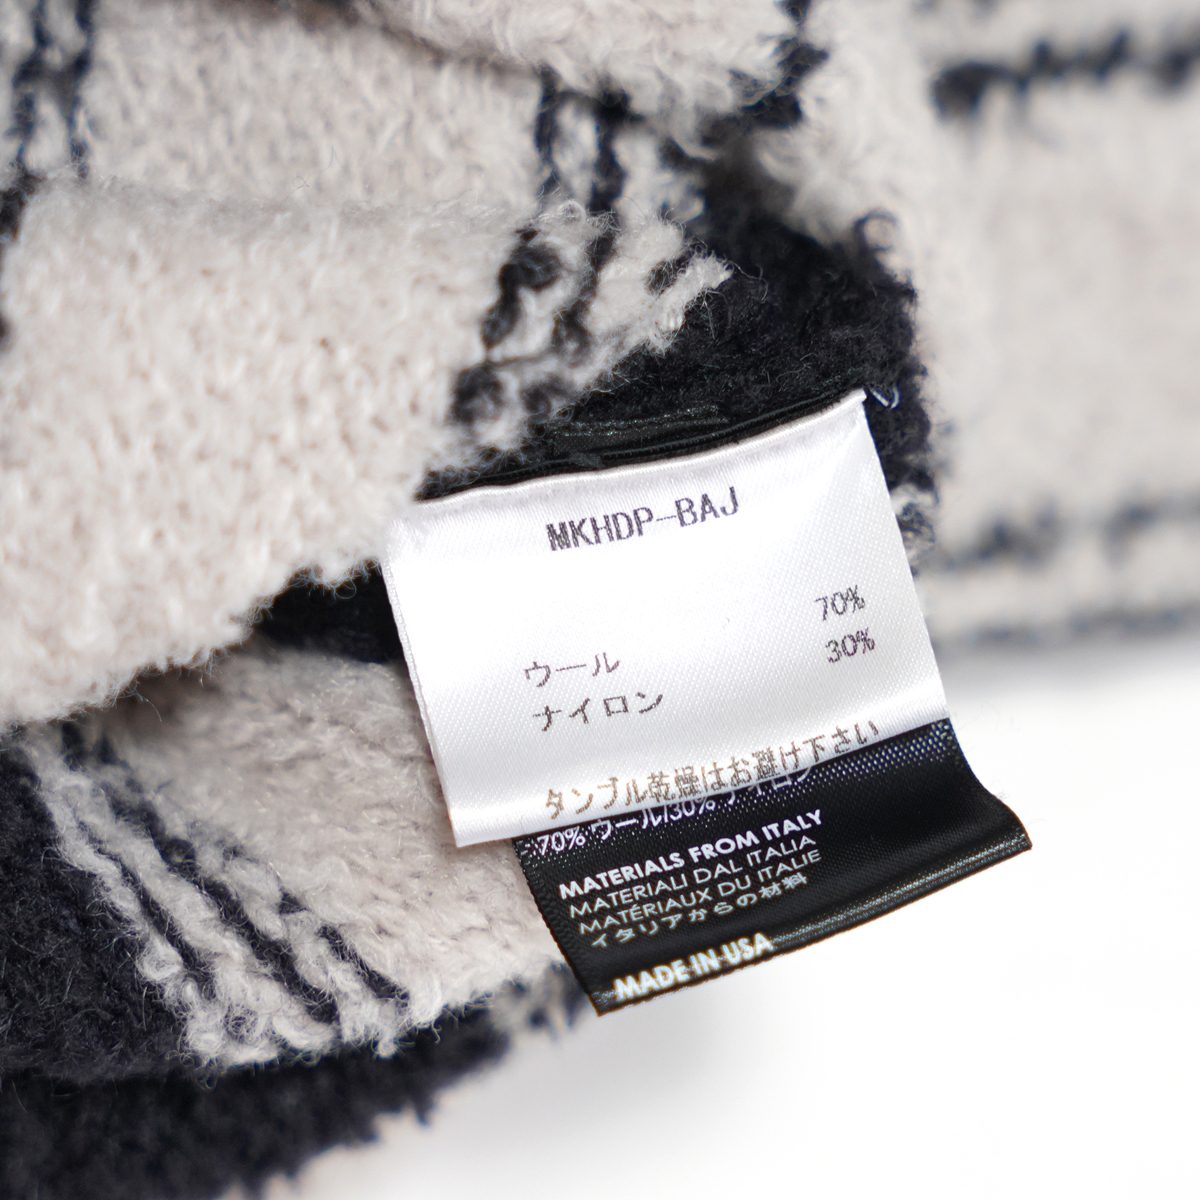 MKHDP-BAJ
70%
ウール 30%
ナイロン
タンブル乾燥はお避け下さい
70% ウール/30% ナイロン
MATERIALS FROM ITALY
MATERIALI DAL ITALIA
MATÉRIAUX DU ITALIE
イタリアからの材料
MADE IN USA